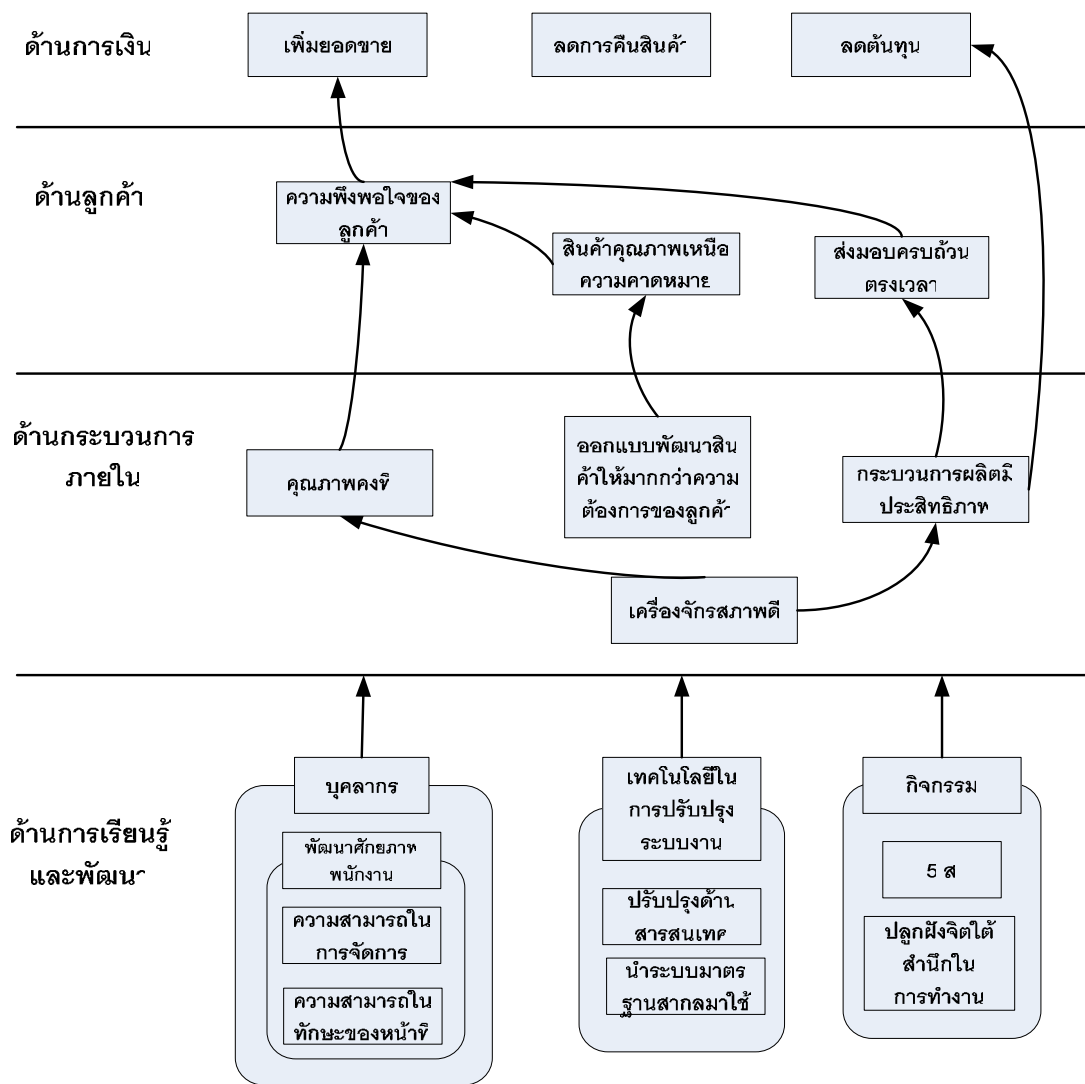 ด้านการเงิน
เพิ่มยอดขาย
ลดการคืนสินค้า
ลดต้นทุน
ด้านลูกค้า
ความพึงพอใจของ
ลูกค้า
สินค้าคุณภาพเหนือ
ความคาดหมาย
ส่งมอบครบถ้วน
ตรงเวลา
ด้านกระบวนการ
ภายใน
คุณภาพคงที่
ออกแบบพัฒนาสิน
ค้าให้มากกว่าความ
ต้องการของลูกค้า
กระบวนการผลิตมี
ประสิทธิภาพ
เครื่องจักรสภาพดี
ด้านการเรียนรู้
และพัฒนา
บุคลากร
พัฒนาศักยภาพ
พนักงาน
ความสามารถใน
การจัดการ
ความสามารถใน
ทักษะของหน้าที่
เทคโนโลยีใน
การปรับปรุง
ระบบงาน
ปรับปรุงด้าน
สารสนเทศ
นำระบบมาตร
ฐานสากลมาใช้
กิจกรรม
5 ส
ปลูกฝังจิตใต้
สำนึกใน
การทำงาน